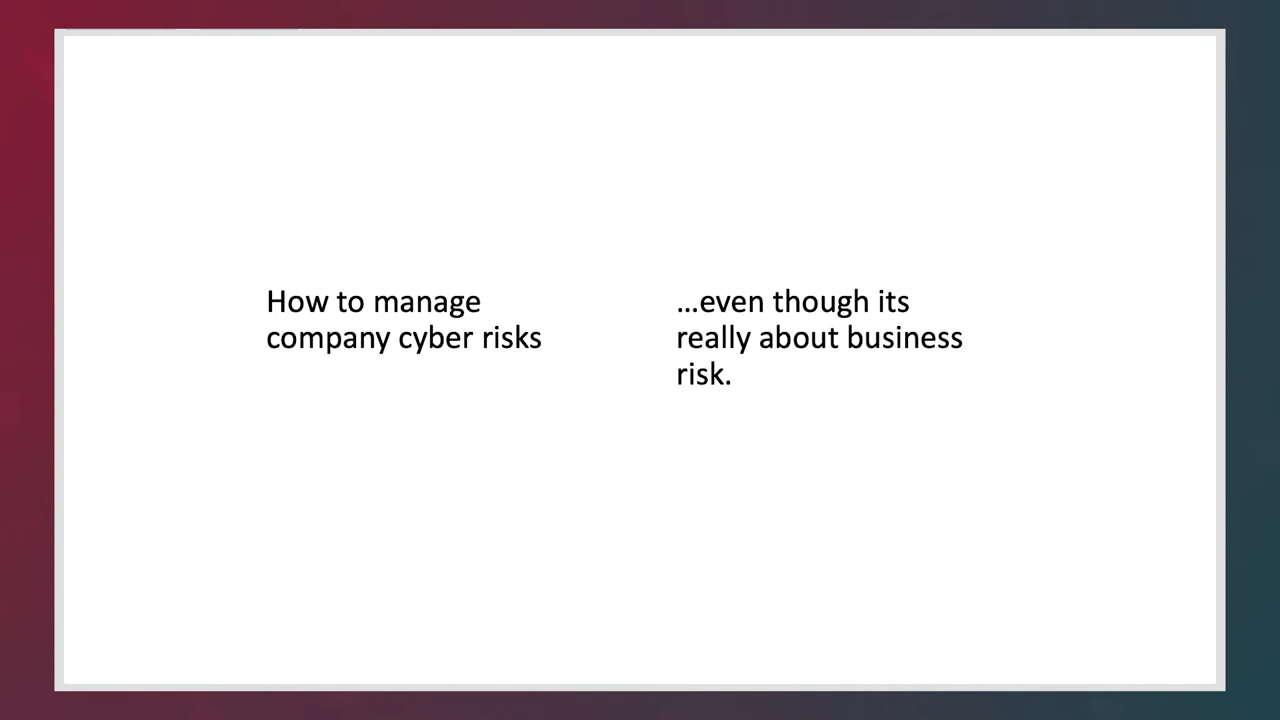 How to manage
company cyber risks
…even though its
really about business
risk.